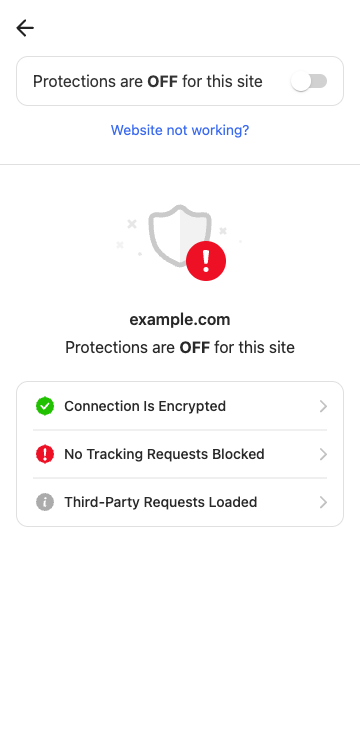 Protections are OFF for this site
Website not working?
example.com
Protections are OFF for this site
Connection Is Encrypted
No Tracking Requests Blocked
Third-Party Requests Loaded